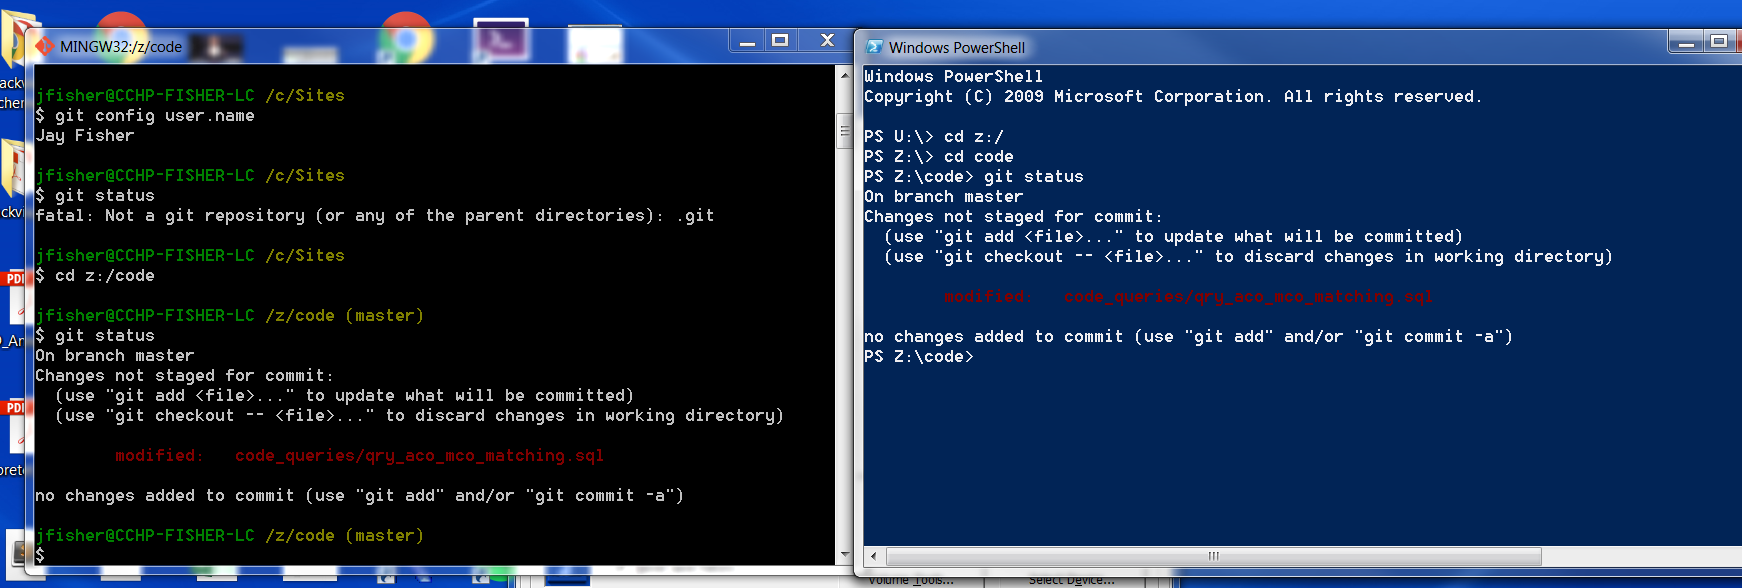 MINGW32:/z/code
jfisher@CCHP-FISHER-LC /c/Sites
$ git config user.name
Jay Fisher
jfisher@CCHP-FISHER-LC /c/Sites
$ git status
fatal: Not a git repository (or any of the parent directories): .git
jfisher@CCHP-FISHER-LC /c/Sites
$ cd z:/code
jfisher@CCHP-FISHER-LC /z/code (master)
$ git status
On branch master
Changes not staged for commit:
  (use "git add <file>..." to update what will be committed)
  (use "git checkout -- <file>..." to discard changes in working directory)
        modified:   code_queries/qry_aco_mco_matching.sql
no changes added to commit (use "git add" and/or "git commit -a")
jfisher@CCHP-FISHER-LC /z/code (master)
$
Windows PowerShell
Windows PowerShell
Copyright (C) 2009 Microsoft Corporation. All rights reserved.
PS U:\> cd z:/
PS Z:\> cd code
PS Z:\code> git status
On branch master
Changes not staged for commit:
  (use "git add <file>..." to update what will be committed)
  (use "git checkout -- <file>..." to discard changes in working directory)
        modified:   code_queries/qry_aco_mco_matching.sql
no changes added to commit (use "git add" and/or "git commit -a")
PS Z:\code>
PDF
PDF
Volume Tools...
Select Device...